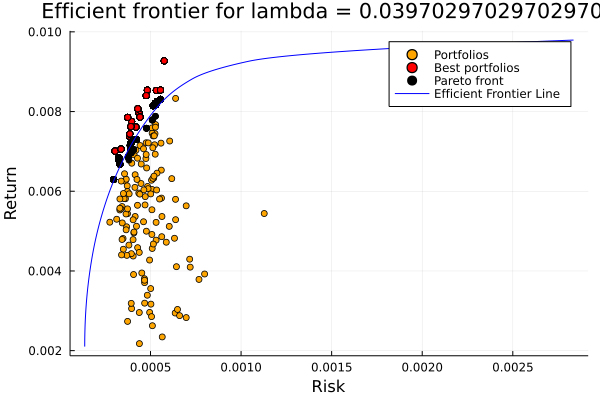 Efficient frontier for lambda = 0.03970297029702970
0.010
0.008
0.006
0.004
0.002
0.0005
0.0010
0.0015
0.0020
0.0025
Return
Risk
Portfolios
Best portfolios
Pareto front
Efficient Frontier Line